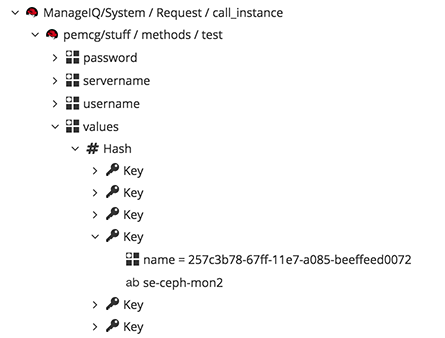 ManageIQ/System / Request / call_instance
pemcg/stuff / methods / test
password
servername
username
values
# Hash
Key
Key
Key
Key
name = 257c3b78-67ff-11e7-a085-beeffeed0072
ab se-ceph-mon2
Key
Key